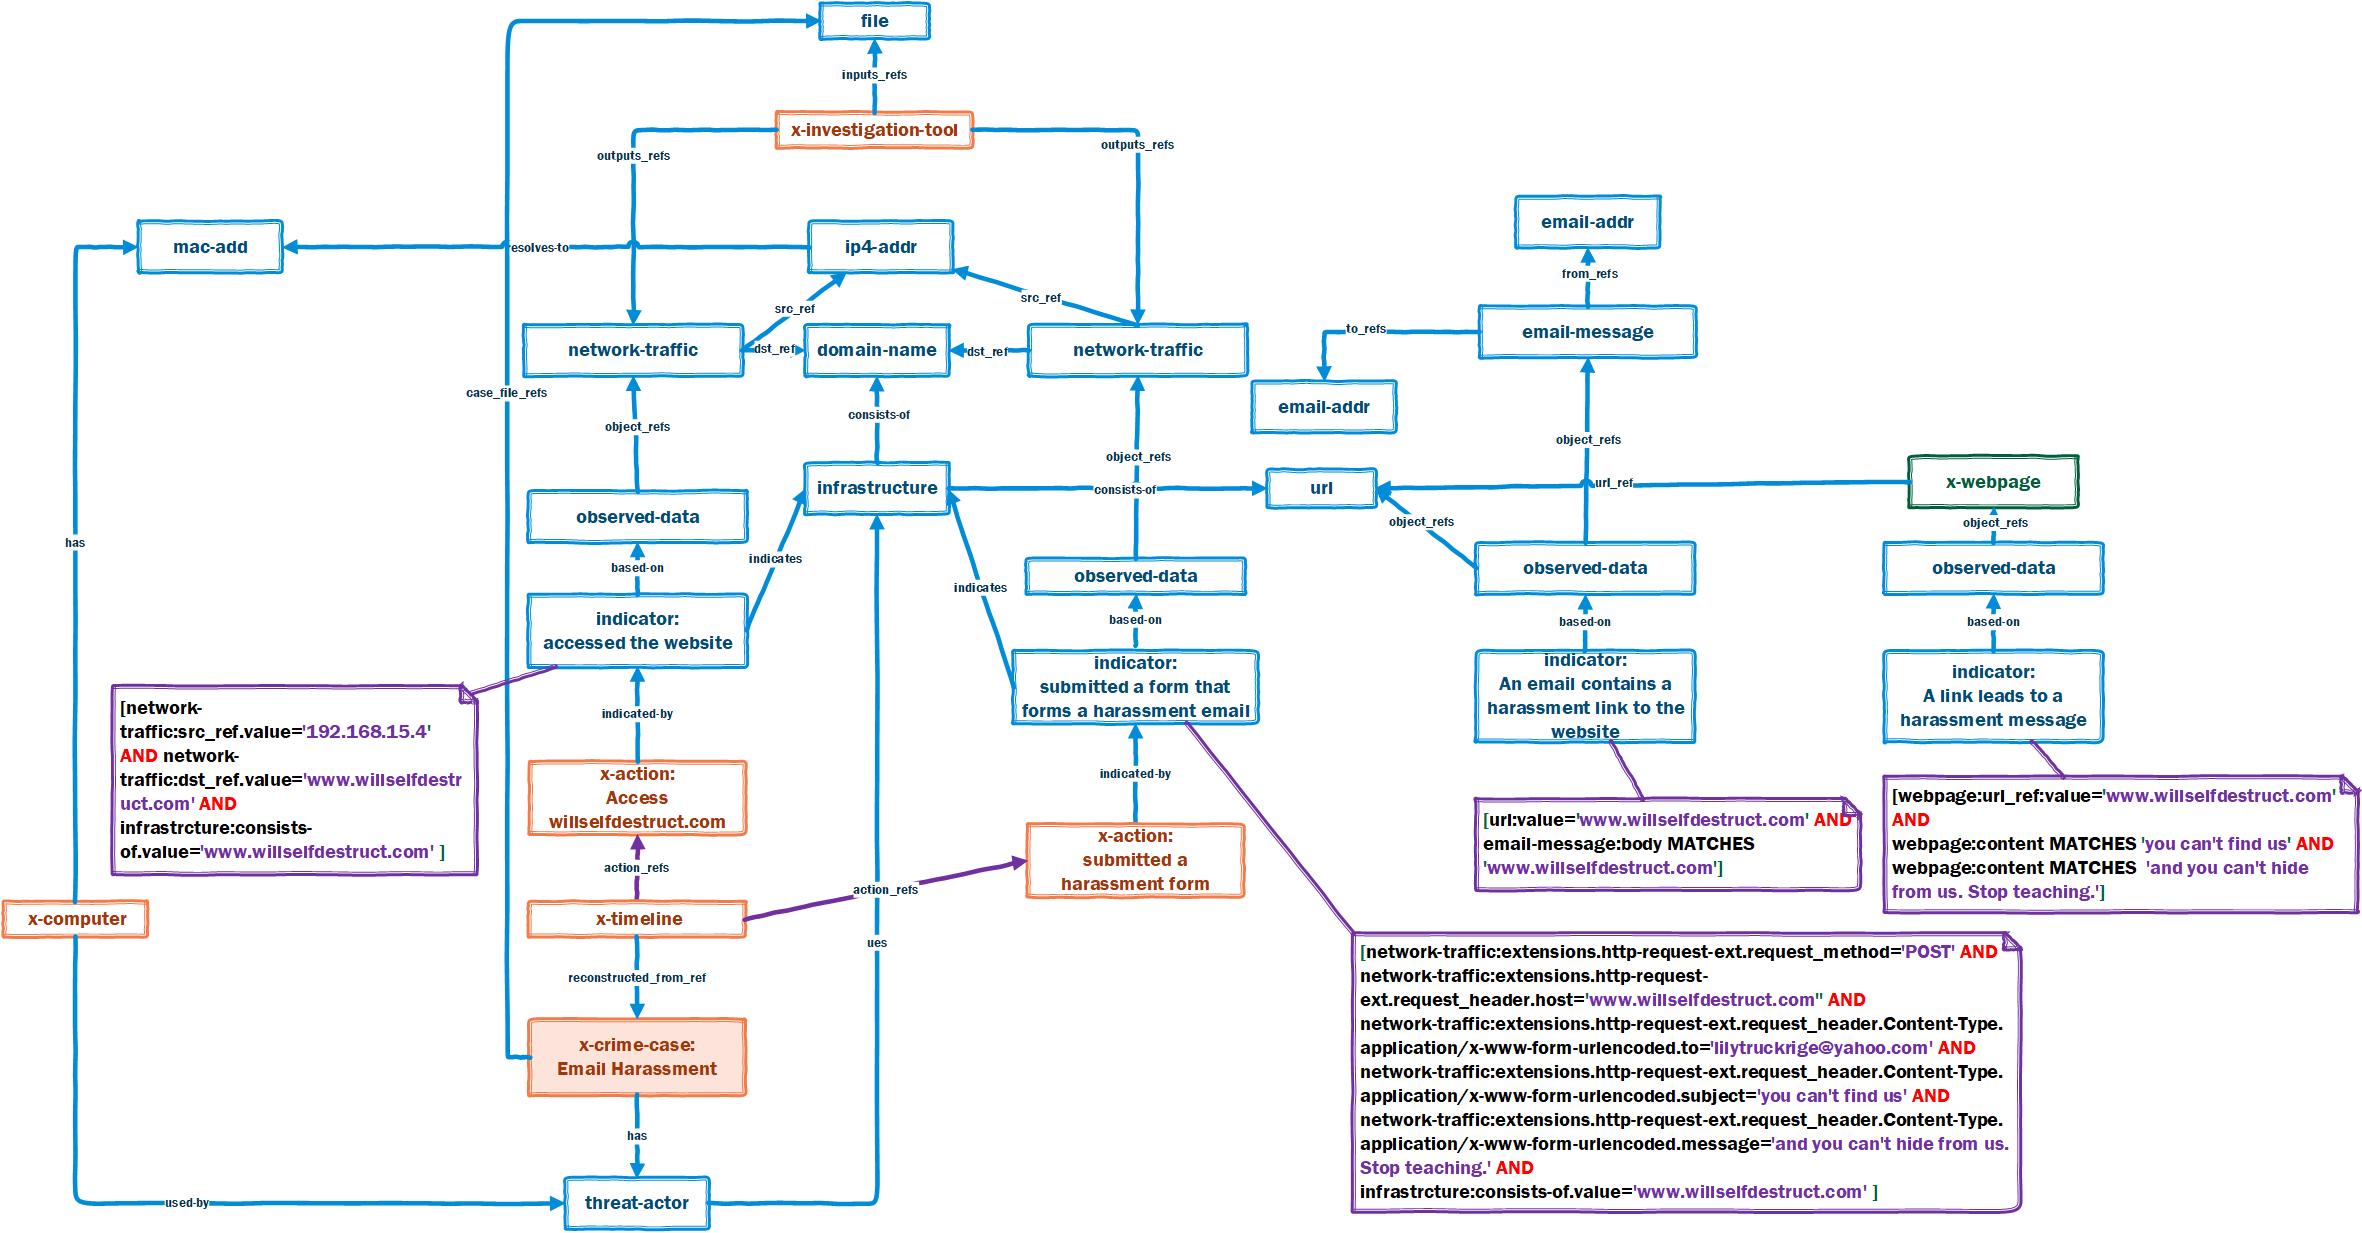 file
inputs_refs
x-investigation-tool
outputs_refs
outputs_refs
mac-add
esolves-to
ip4-addr
email-addr
from_refs
src_ref
src_ref
network-traffic
dst_ref
domain-name
dst_ref
network-traffic
to_refs
email-message
case_file_refs
consists-of
email-addr
object_refs
object_refs
object_refs
infrastructure
consists-of
url
url_ref
x-webpage
object_refs
object_refs
observed-data
has
indicates
based-on
observed-data
indicates
observed-data
observed-data
indicator:
accessed the website
based-on
based-on
based-on
indicator:
submitted a form that
forms a harassment email
indicator:
An email contains a
harassment link to the
website
indicator:
A link leads to a
harassment message
[network-
traffic:src_ref.value='192.168.15.4'
AND network-
traffic:dst_ref.value='www.willselfdestr
uct.com' AND
infrastrcture:consists-
of.value='www.willselfdestruct.com' ]
indicated-by
x-action:
Access
willselfdestruct.com
indicated-by
x-action:
submitted a
harassment form
[url:value='www.willselfdestruct.com' AND
email-message:body MATCHES
'www.willselfdestruct.com']
[webpage:url_ref:value='www.willselfdestruct.com'
AND
webpage:content MATCHES 'you can't find us' AND
webpage:content MATCHES 'and you can't hide
from us. Stop teaching.']
action_refs
action_refs
x-computer
x-timeline
ues
reconstructed_from_ref
[network-traffic:extensions.http-request-ext.request_method='POST' AND
network-traffic:extensions.http-request-
ext.request_header.host='www.willselfdestruct.com" AND
network-traffic:extensions.http-request-ext.request_header.Content-Type.
application/x-www-form-urlencoded.to='lilytruckrige@yahoo.com' AND
network-traffic:extensions.http-request-ext.request_header.Content-Type.
application/x-www-form-urlencoded.subject='you can't find us' AND
network-traffic:extensions.http-request-ext.request_header.Content-Type.
application/x-www-form-urlencoded.message='and you can't hide from us.
Stop teaching.' AND
infrastrcture:consists-of.value='www.willselfdestruct.com' ]
x-crime-case:
Email Harassment
has
used-by
threat-actor